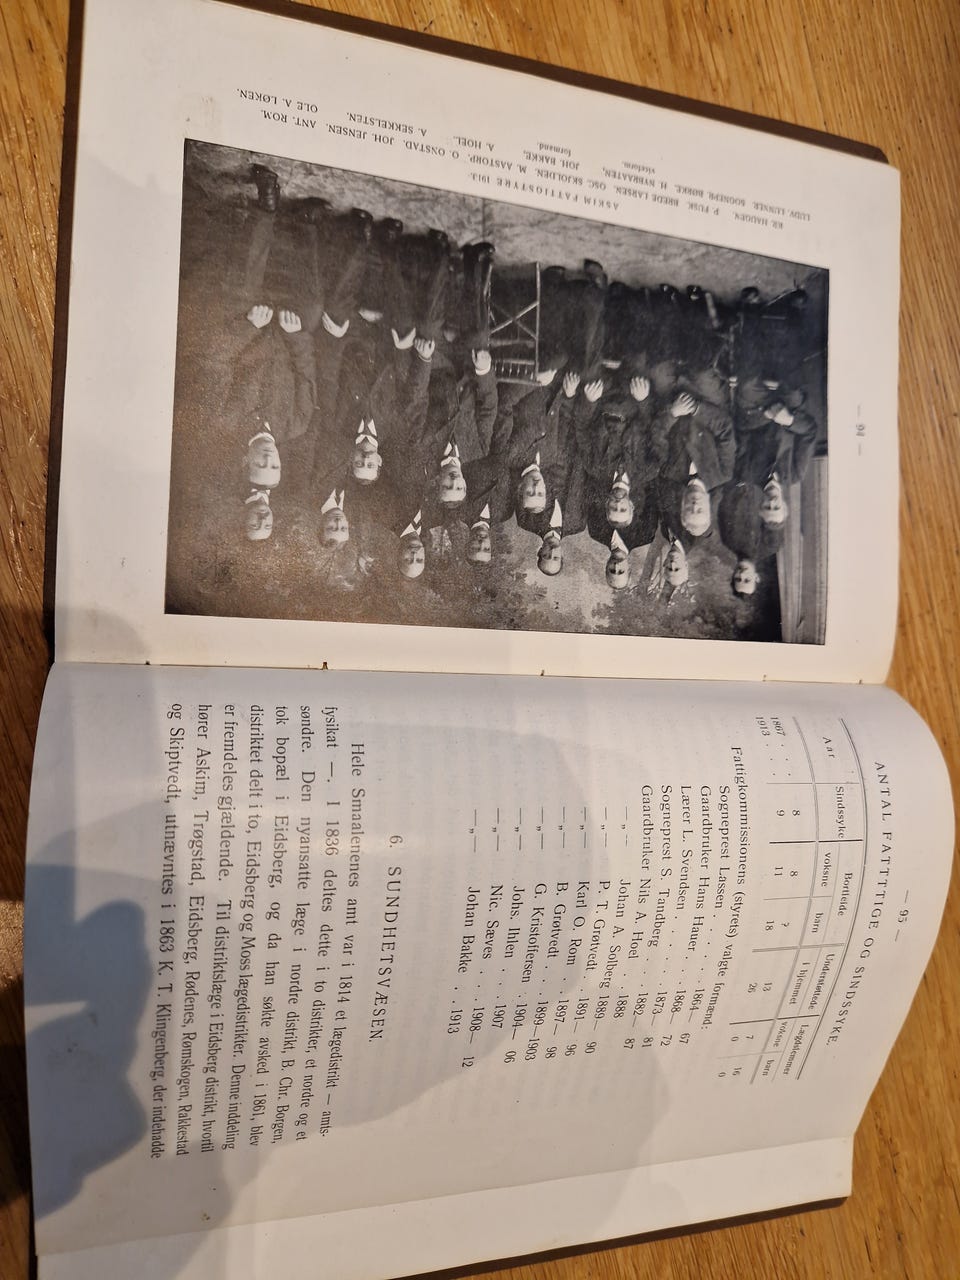 — 94 —
ASKIM FATTIGSTYRE 1913.
KR. HAUGEN. P. FUSK. BREDE LARSEN. OSC. SKJOLDEN. M. AASTORP. O. ONSTAD. JOH. JENSEN. ANT. ROM.
LUDV. LUNNER. SOGNEPR. BØRKE. H. NYBRAATEN, JOH. BAKKE, A. HOEL. A. SEKKELSTEN. OLE A. LØKEN.
viceform. formand.
— 95 —
ANTAL FATTTIGE OG SINDSSYKE.
Aar Sindssyke Bortleide Understøttede Lægdslemmer
voksne barn i hjemmet voksne barn
1867 . . 8 8 ? 13 7 16
1913 . . 9 11 18 26 0 0
Fattigkommissionens (styrets) valgte formænd:
Sogneprest Lassen . . . . . 1864—
Gaardbruker Hans Hauer . . 1868— 67
Lærer L. Svendsen . . . . . 1868—
Sogneprest S. Tandberg . . . 1873— 72
Gaardbruker Nils A. Hoel . . 1882— 81
—„— Johan A. Solberg 1888 87
—„— P. T. Grøtvedt 1889—
—„— Karl O. Rom . . 1891— 90
—„— B. Grøtvedt . . 1897— 96
—„— G. Kristoffersen . 1899—1903 98
—„— Johs. Ihlen . . . 1904— 06
—„— Nic. Sæves . . . 1907
—„— Johan Bakke . . 1908— 12
1913
6. SUNDHETSVÆSEN.
Hele Smaalenenes amt var i 1814 et lægedistrikt — amts-
fysikat —. I 1836 deltes dette i to distrikter, et nordre og et
søndre. Den nyansatte læge i nordre distrikt, B. Chr. Borgen,
tok bopæl i Eidsberg, og da han søkte avsked i 1861, blev
distriktet delt i to, Eidsberg og Moss lægedistrikter. Denne inddeling
er fremdeles gjældende. Til distriktslæge i Eidsberg distrikt, hvortil
hører Askim, Trøgstad, Eidsberg, Rødenes, Rømskogen, Rakkestad
og Skiptvedt, utnævntes i 1863 K. T. Klingenberg, der indehadde